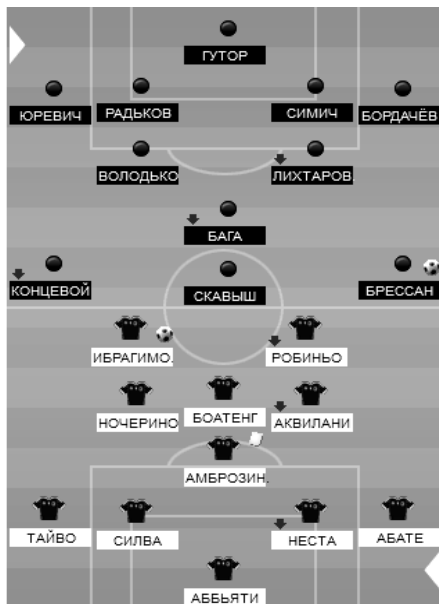 ГУТОР
ЮРЕВИЧ РАДЬКОВ СИМИЧ БОРДАЧЁВ
ВОЛОДЬКО ЛИХТАРОВ.
БАГА
КОНЦЕВОЙ СКАВЫШ БРЕССАН
ИБРАГИМО. РОБИНЬО
НОЧЕРИНО БОАТЕНГ АКВИЛАНИ
АМБРОЗИН.
ТАЙВО СИЛВА НЕСТА АБАТЕ
АББЬЯТИ